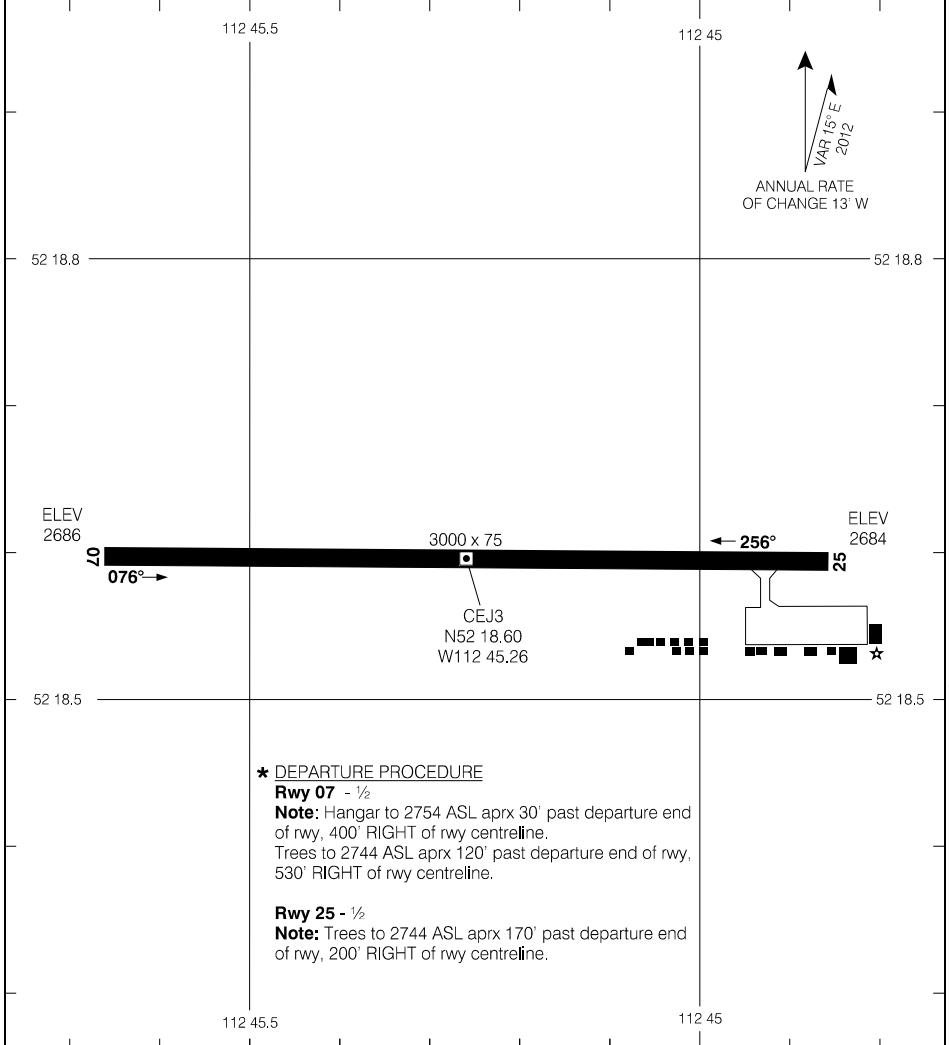 112 45.5
112 45
VAR 15° E
2012
ANNUAL RATE
OF CHANGE 13' W
52 18.8
52 18.8
ELEV
2686
07
076°
3000 x 75
256°
ELEV
2684
25
CEJ3
N52 18.60
W112 45.26
52 18.5
52 18.5
* DEPARTURE PROCEDURE
Rwy 07 - ½
Note: Hangar to 2754 ASL aprx 30' past departure end
of rwy, 400' RIGHT of rwy centreline.
Trees to 2744 ASL aprx 120' past departure end of rwy,
530' RIGHT of rwy centreline.
Rwy 25 - ½
Note: Trees to 2744 ASL aprx 170' past departure end
of rwy, 200' RIGHT of rwy centreline.
112 45.5
112 45